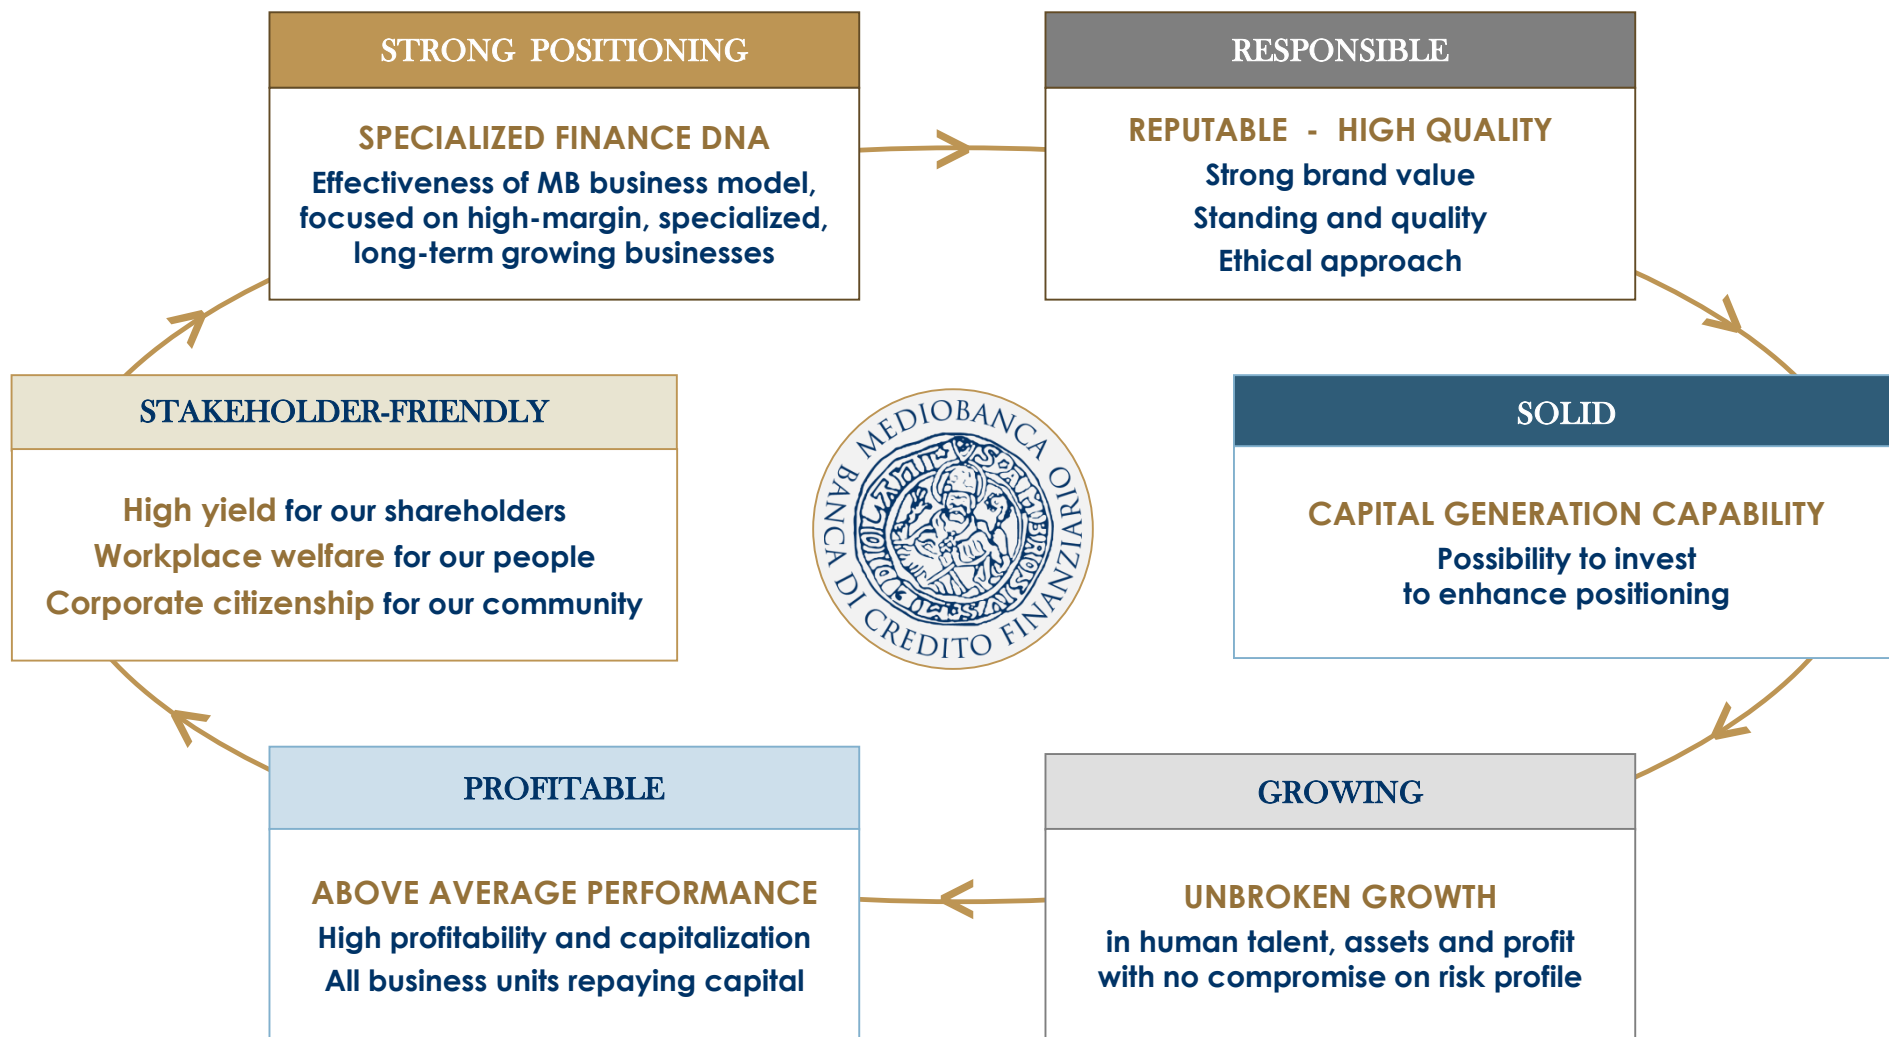 STRONG POSITIONING
SPECIALIZED FINANCE DNA
Effectiveness of MB business model,
focused on high-margin, specialized,
long-term growing businesses
RESPONSIBLE
REPUTABLE - HIGH QUALITY
Strong brand value
Standing and quality
Ethical approach
STAKEHOLDER-FRIENDLY
High yield for our shareholders
Workplace welfare for our people
Corporate citizenship for our community
MEDIOBANCA
BANCA DI CREDITO FINANZIARIO
SOLID
CAPITAL GENERATION CAPABILITY
Possibility to invest
to enhance positioning
PROFITABLE
ABOVE AVERAGE PERFORMANCE
High profitability and capitalization
All business units repaying capital
GROWING
UNBROKEN GROWTH
in human talent, assets and profit
with no compromise on risk profile